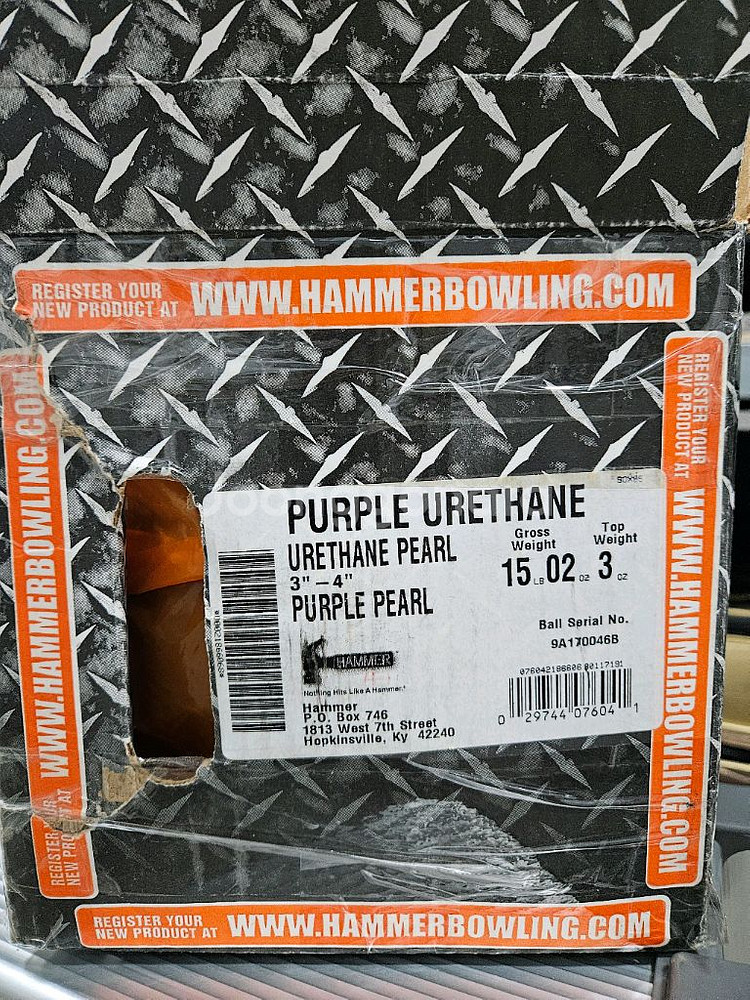 REGISTER YOUR
NEW PRODUCT AT WWW.HAMMERBOWLING.COM
REGISTER YOUR
NEW PRODUCT AT WWW.HAMMERBOWLING.COM
PURPLE URETHANE
URETHANE PEARL
3" – 4"
PURPLE PEARL
Gross
Weight
Top
Weight
15 LB 02 OZ 3 OZ
Ball Serial No.
9A170046B
HAMMER
Nothing Hits Like A Hammer.
Hammer
P.O. Box 746
1813 West 7th Street
Hopkinsville, Ky 42240
0 29744 07604 1
REGISTER YOUR
NEW PRODUCT AT WWW.HAMMERBOWLING.COM
REGISTER YOUR
NEW PRODUCT AT WWW.HAMMERBOWLING.COM